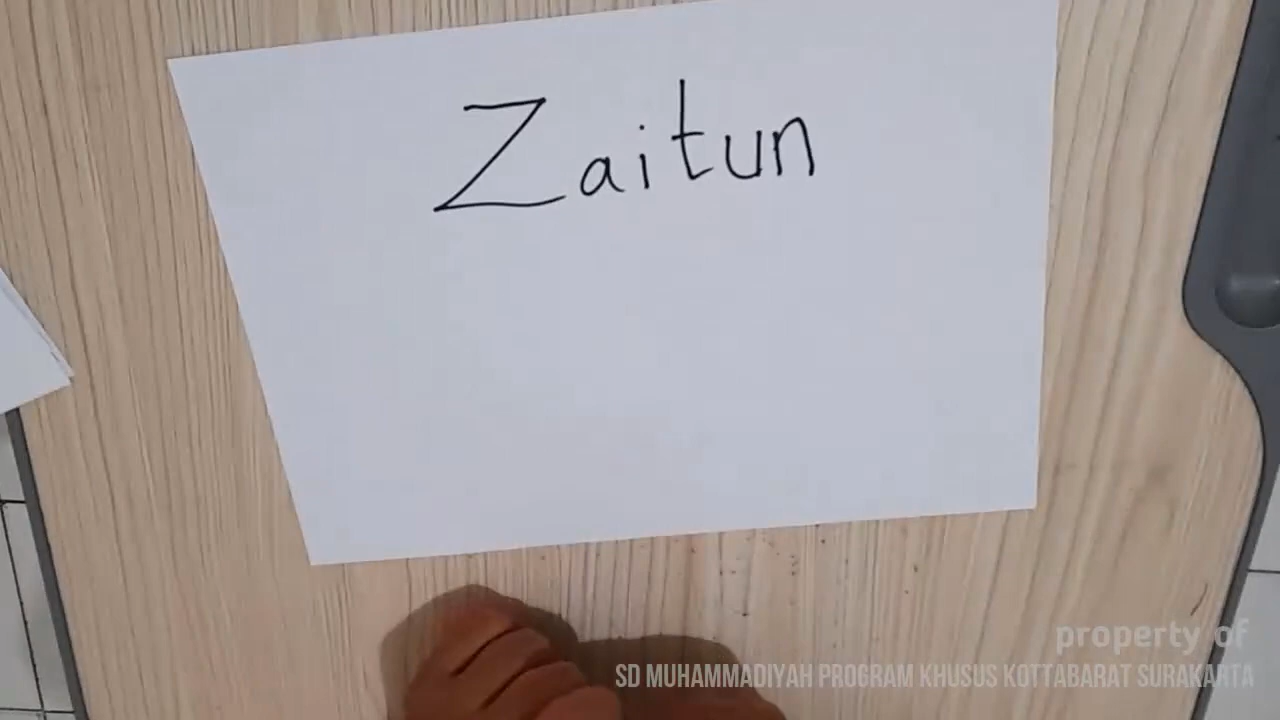 Zaitun
property of
SD MUHAMMADIYAH PROGRAM KHUSUS KOTTABARAT SURAKARTA